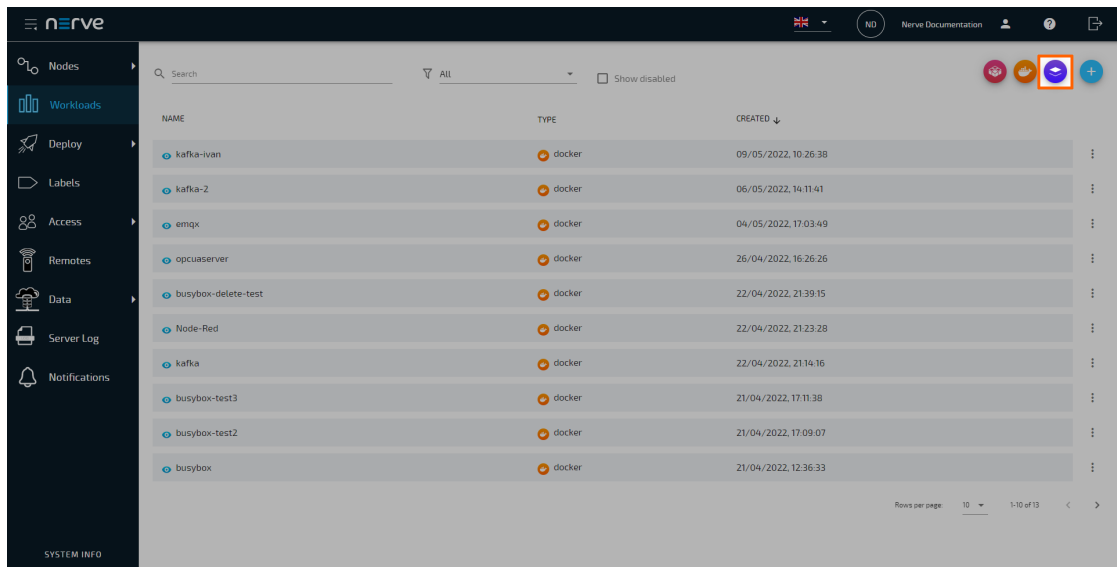 nerve
ND
Nerve Documentation
Nodes
Workloads
Deploy
Labels
Access
Remotes
Data
Server Log
Notifications
SYSTEM INFO
Search
All
Show disabled
NAME TYPE CREATED
kafka-ivan docker 09/05/2022, 10:26:38
kafka-2 docker 06/05/2022, 14:11:41
emqx docker 04/05/2022, 17:03:49
opcuaserver docker 26/04/2022, 16:26:26
busybox-delete-test docker 22/04/2022, 21:39:15
Node-Red docker 22/04/2022, 21:23:28
kafka docker 22/04/2022, 21:14:16
busybox-test3 docker 21/04/2022, 17:11:38
busybox-test2 docker 21/04/2022, 17:09:07
busybox docker 21/04/2022, 12:36:33
Rows per page: 10 1-10 of 13